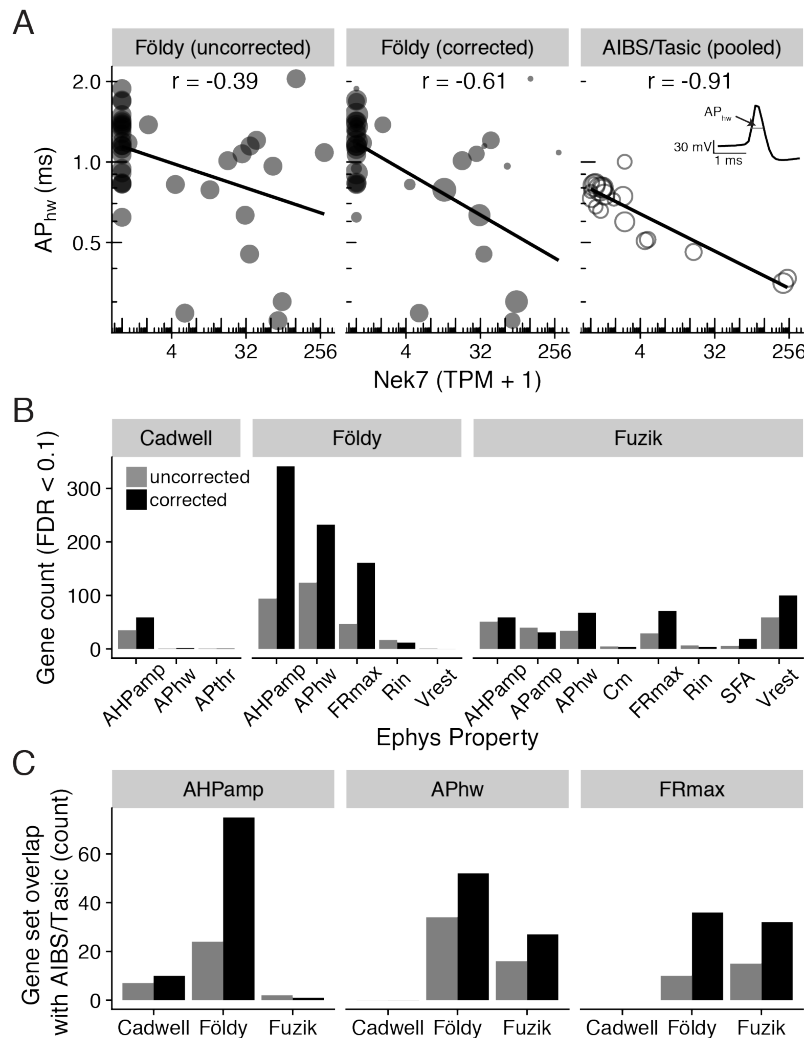 A
Földy (uncorrected) Földy (corrected) AIBS/Tasic (pooled)
r = -0.39 r = -0.61 r = -0.91
2.0
1.0
0.5
APhw (ms)
APhw
30 mV
1 ms
4 32 256 4 32 256 4 32 256
Nek7 (TPM + 1)
B
Cadwell Földy Fuzik
uncorrected
corrected
300
200
100
0
Gene count (FDR < 0.1)
AHPamp APhw APthr AHPamp APhw FRmax Rin Vrest AHPamp APamp APhw Cm FRmax Rin SFA Vrest
Ephys Property
C
AHPamp APhw FRmax
60
40
20
0
Gene set overlap
with AIBS/Tasic (count)
Cadwell Földy Fuzik Cadwell Földy Fuzik Cadwell Földy Fuzik